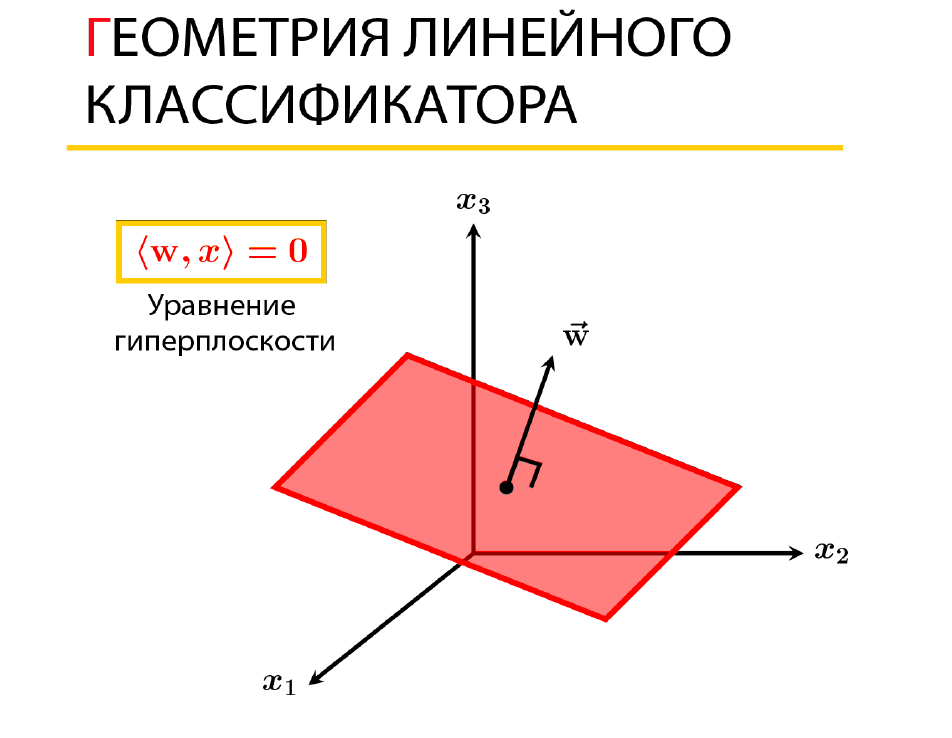 ГЕОМЕТРИЯ ЛИНЕЙНОГО
КЛАССИФИКАТОРА
x₃
⟨w, x⟩ = 0
Уравнение
гиперплоскости
w⃗
x₂
x₁